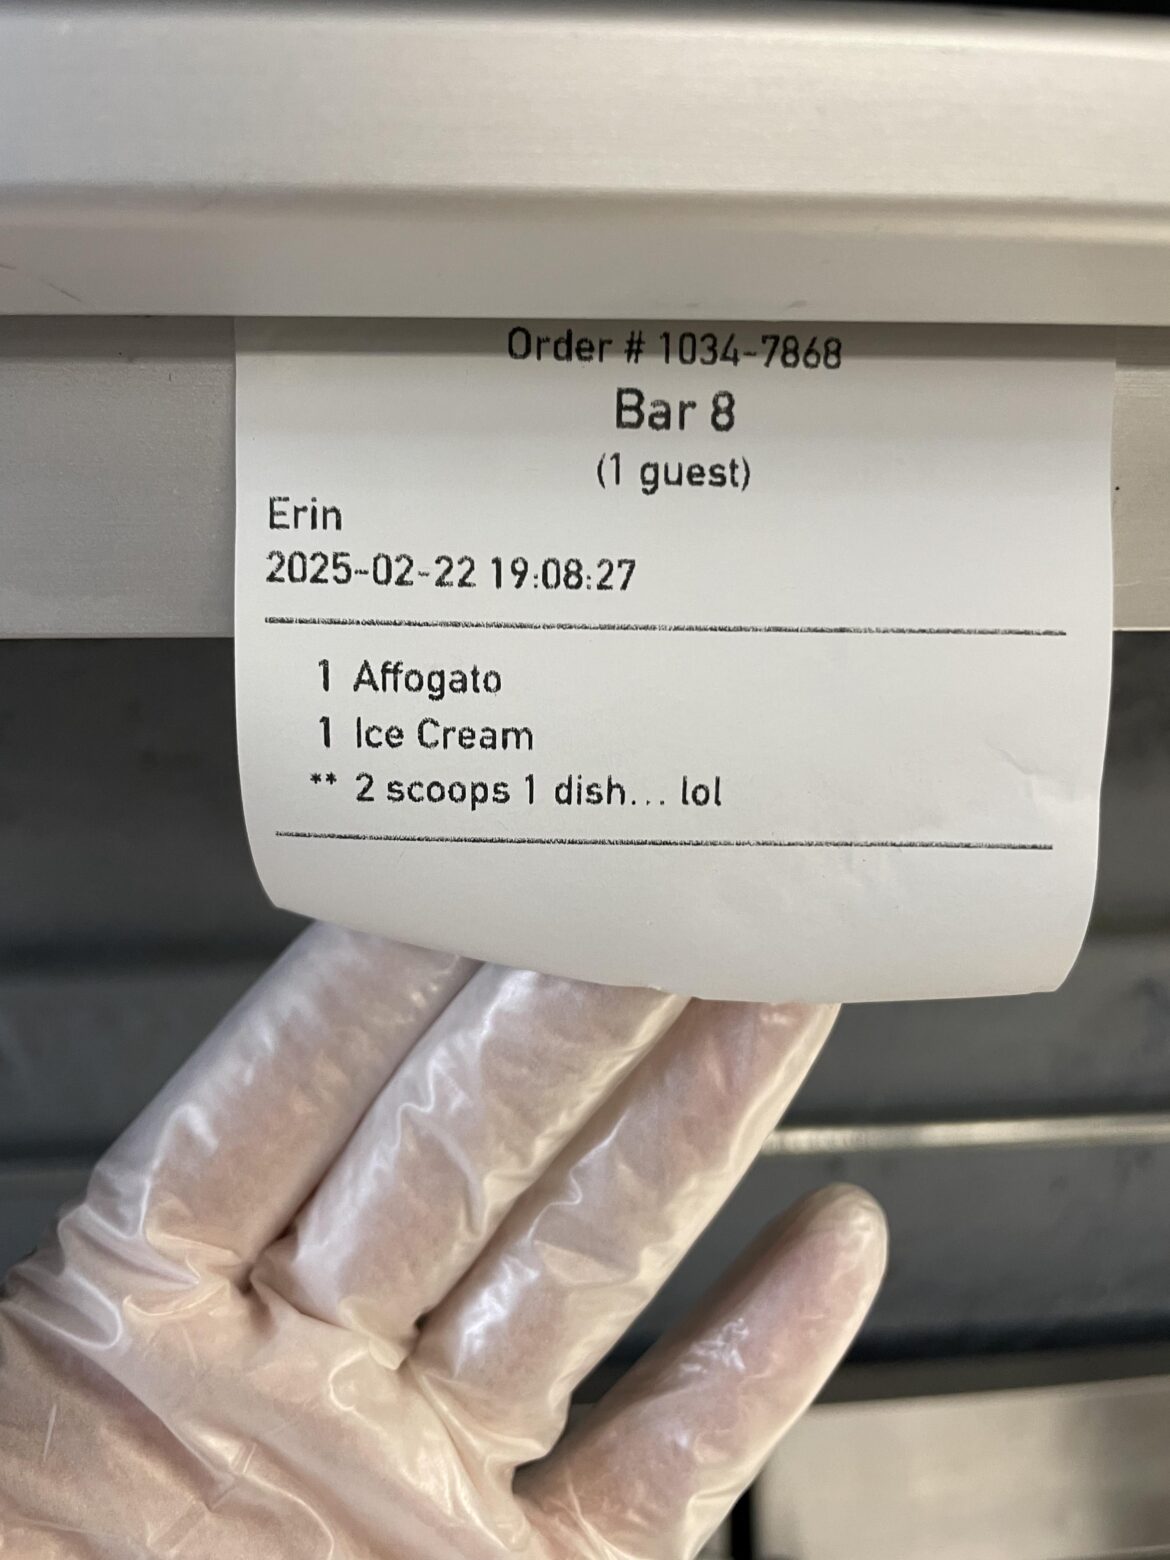 Order # 1034-7868
Bar 8
(1 guest)
Erin
2025-02-22 19:08:27
1 Affogato
1 Ice Cream
** 2 scoops 1 dish... lol